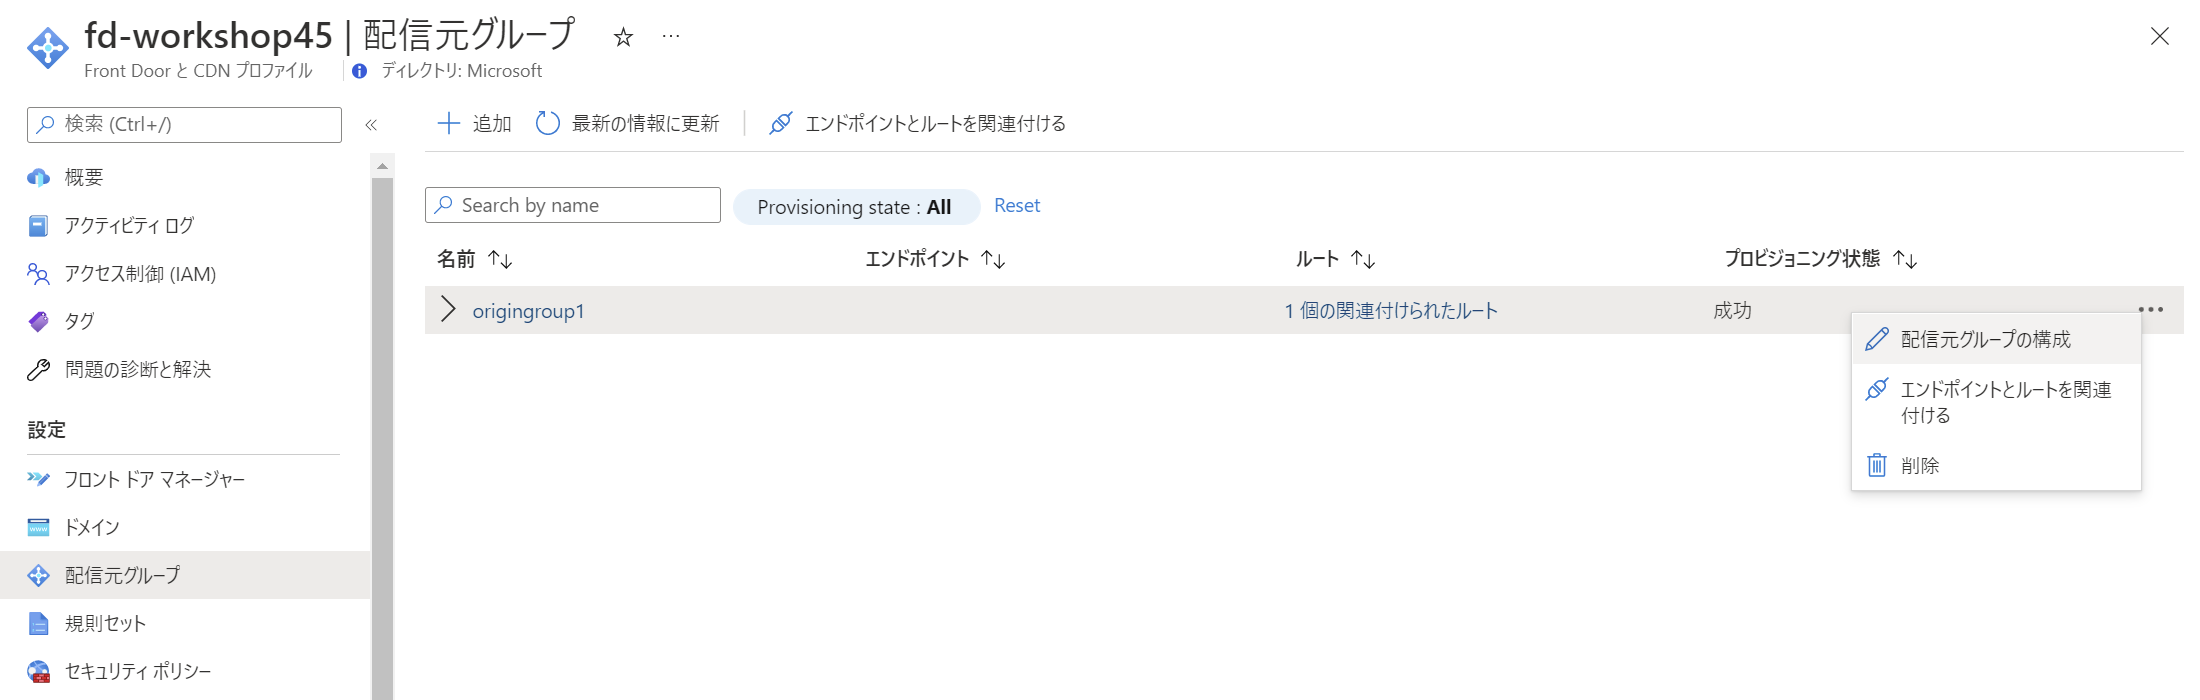 fd-workshop45 | 配信元グループ
Front Door と CDN プロファイル
ディレクトリ: Microsoft
検索 (Ctrl+/)
概要
アクティビティ ログ
アクセス制御 (IAM)
タグ
問題の診断と解決
設定
フロント ドア マネージャー
ドメイン
配信元グループ
規則セット
セキュリティ ポリシー
追加
最新の情報に更新
エンドポイントとルートを関連付ける
Search by name
Provisioning state : All
Reset
名前
エンドポイント
ルート
プロビジョニング状態
origingroup1
1 個の関連付けられたルート
成功
配信元グループの構成
エンドポイントとルートを関連
付ける
削除